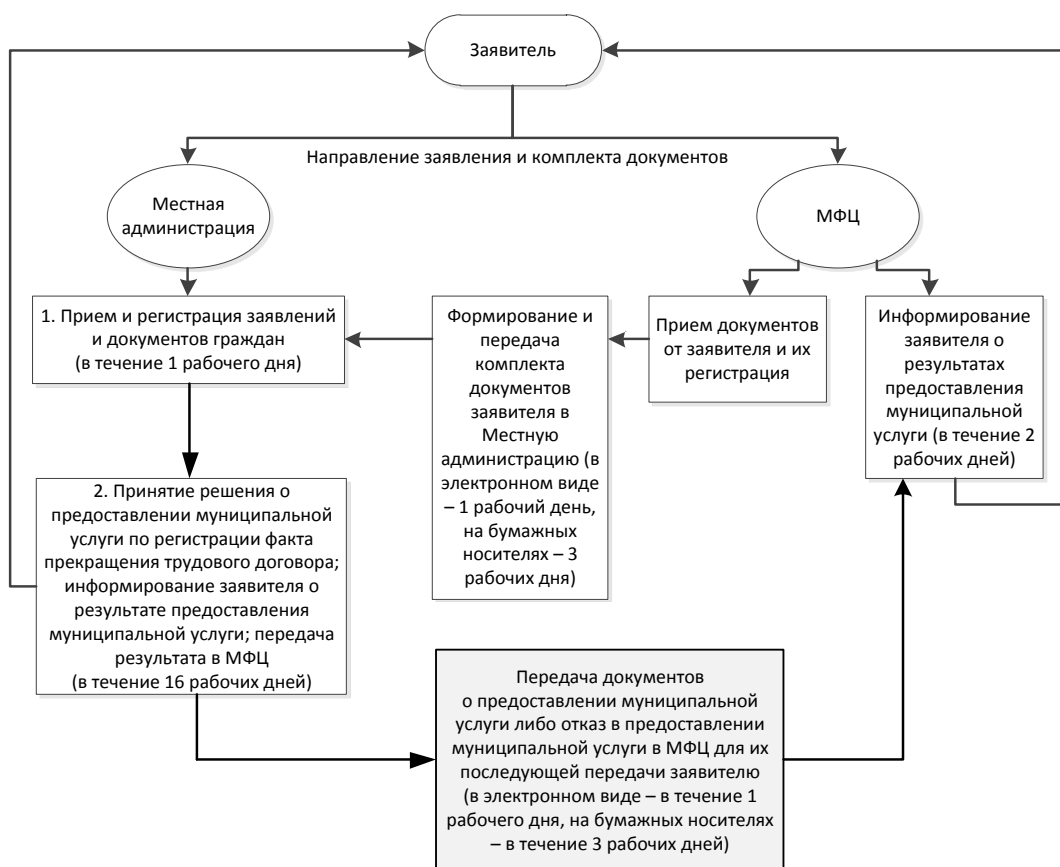 Заявитель
Направление заявления и комплекта документов
Местная
администрация
МФЦ
1. Прием и регистрация заявлений
и документов граждан
(в течение 1 рабочего дня)
Формирование и
передача
комплекта
документов
заявителя в
Местную
администрацию (в
электронном виде
– 1 рабочий день,
на бумажных
носителях – 3
рабочих дня)
Прием документов
от заявителя и их
регистрация
Информирование
заявителя о
результатах
предоставления
муниципальной
услуги (в течение 2
рабочих дней)
2. Принятие решения о
предоставлении муниципальной
услуги по регистрации факта
прекращения трудового договора;
информирование заявителя о
результате предоставления
муниципальной услуги; передача
результата в МФЦ
(в течение 16 рабочих дней)
Передача документов
о предоставлении муниципальной
услуги либо отказ в предоставлении
муниципальной услуги в МФЦ для их
последующей передачи заявителю
(в электронном виде – в течение 1
рабочего дня, на бумажных носителях
– в течение 3 рабочих дней)